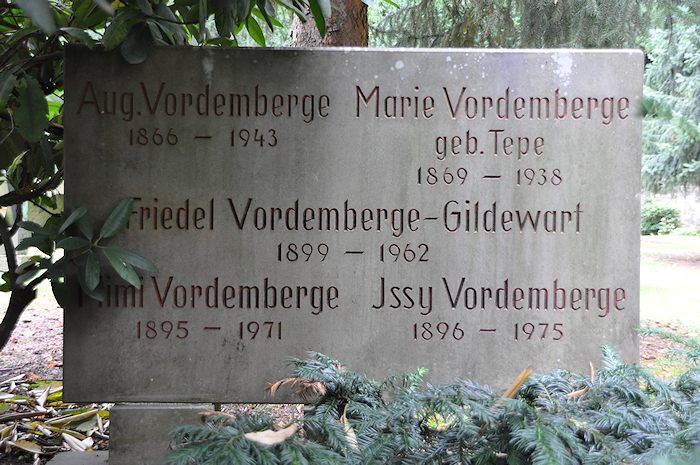 Aug. Vordemberge
1866 – 1943
Marie Vordemberge
geb. Tepe
1869 – 1938
Friedel Vordemberge-Gildewart
1899 – 1962
Mimi Vordemberge
1895 – 1971
Jssy Vordemberge
1896 – 1975